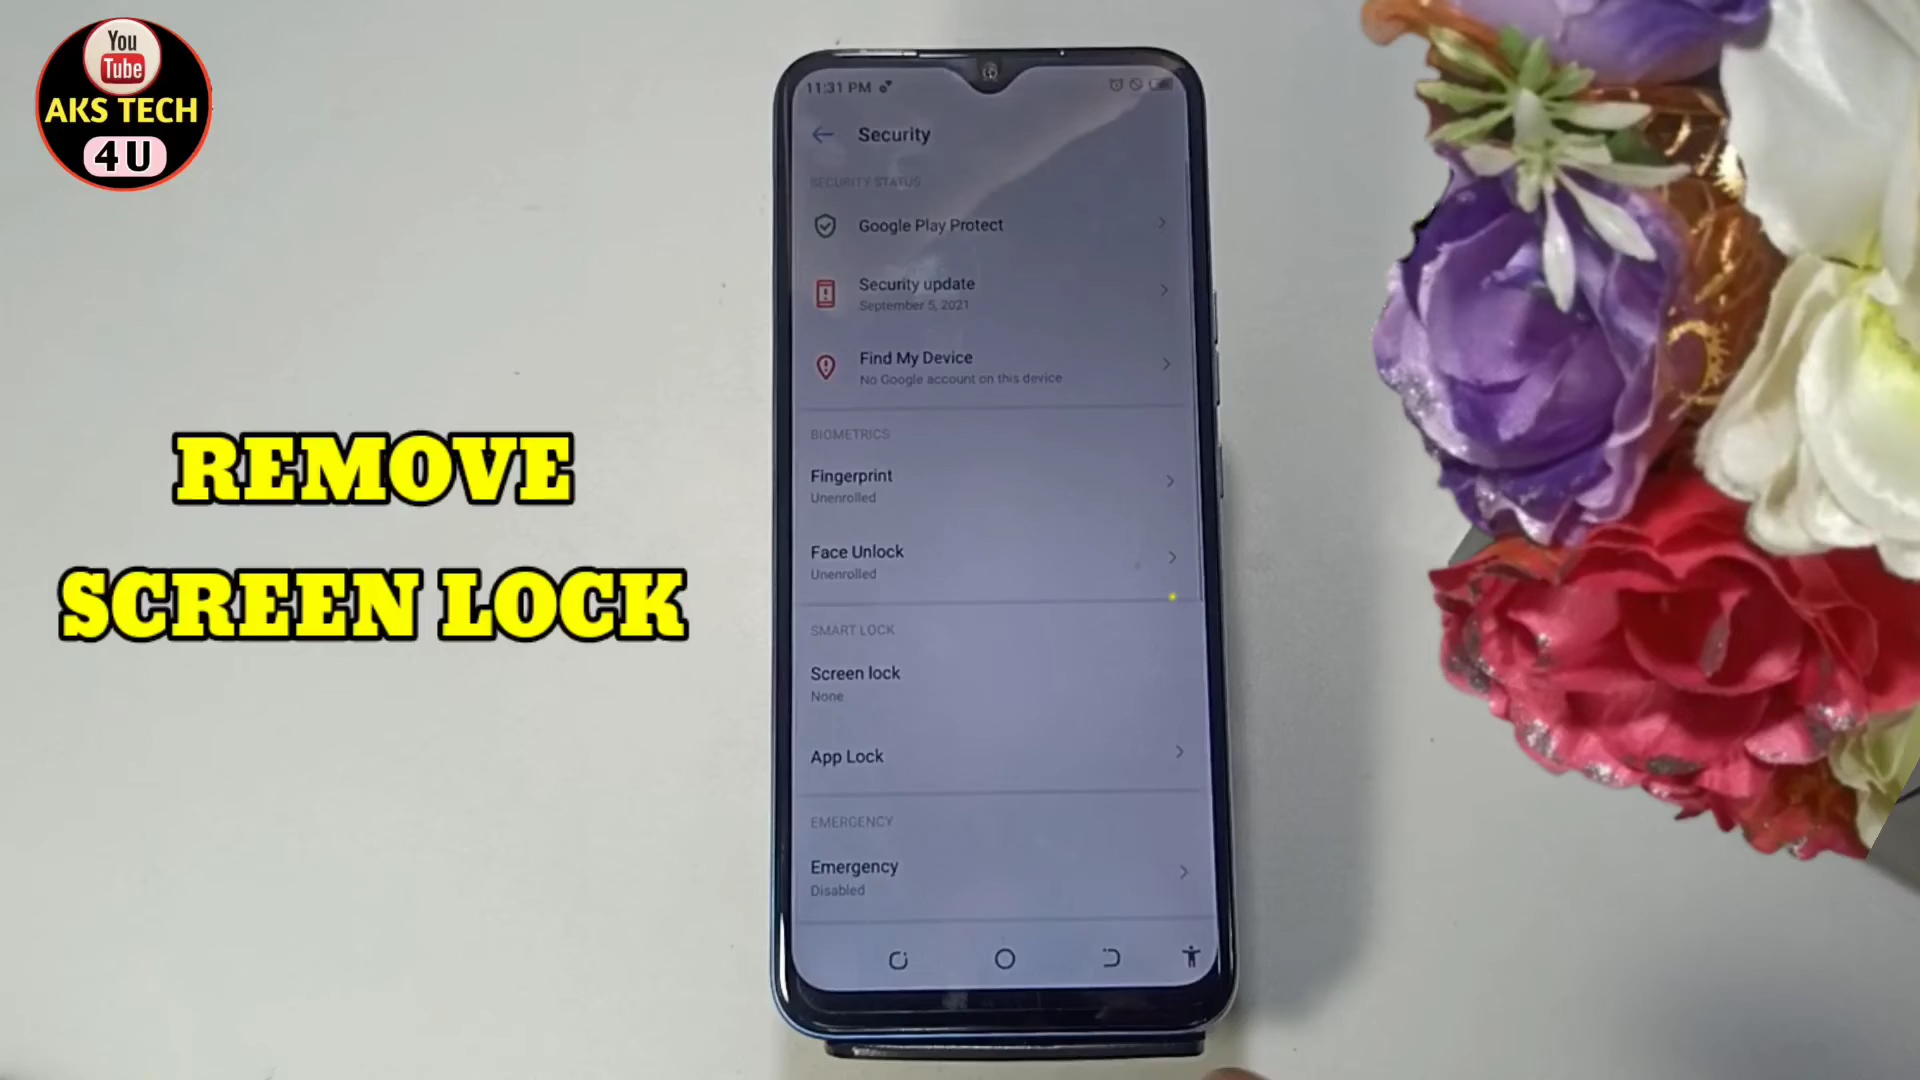 You
Tube
AKS TECH
4 U
REMOVE
SCREEN LOCK
11:31 PM
Security
SECURITY STATUS
Google Play Protect
Security update
September 5, 2021
Find My Device
No Google account on this device
BIOMETRICS
Fingerprint
Unenrolled
Face Unlock
Unenrolled
SMART LOCK
Screen lock
None
App Lock
EMERGENCY
Emergency
Disabled